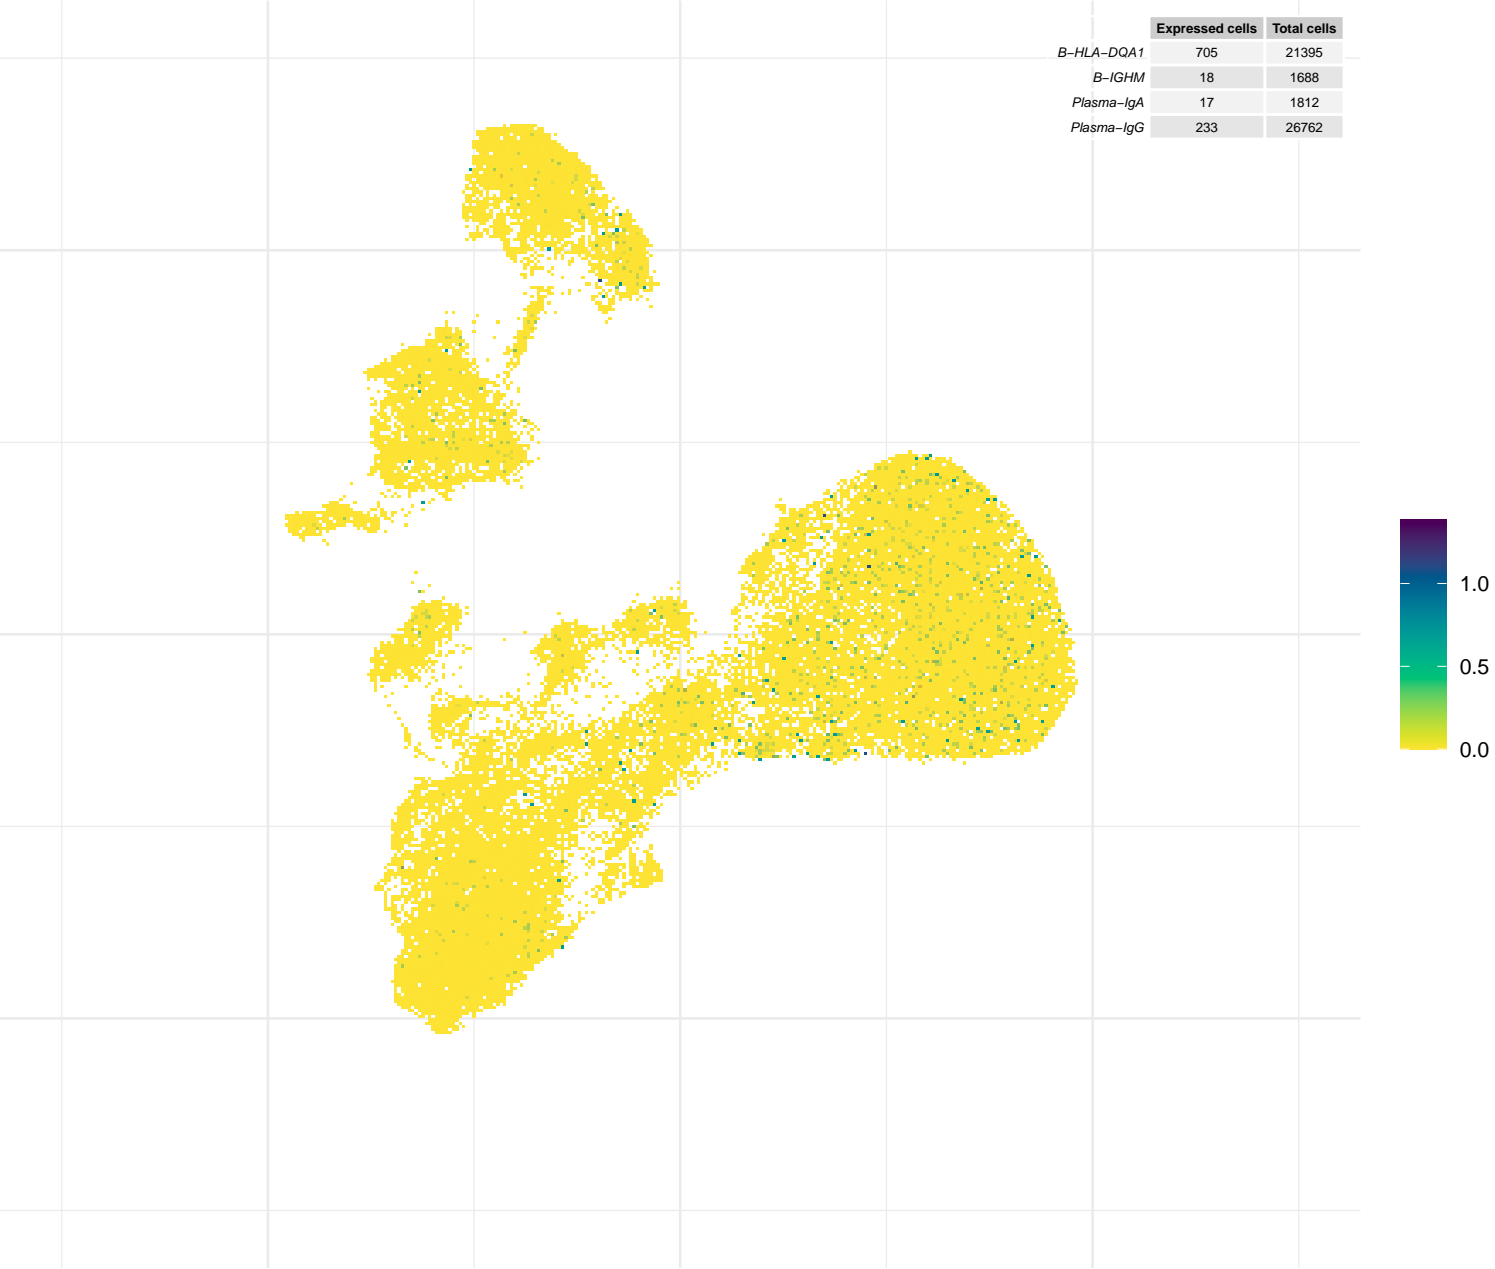 Expressed cells Total cells
B−HLA−DQA1 705 21395
B−IGHM 18 1688
Plasma−IgA 17 1812
Plasma−IgG 233 26762
1.0
0.5
0.0